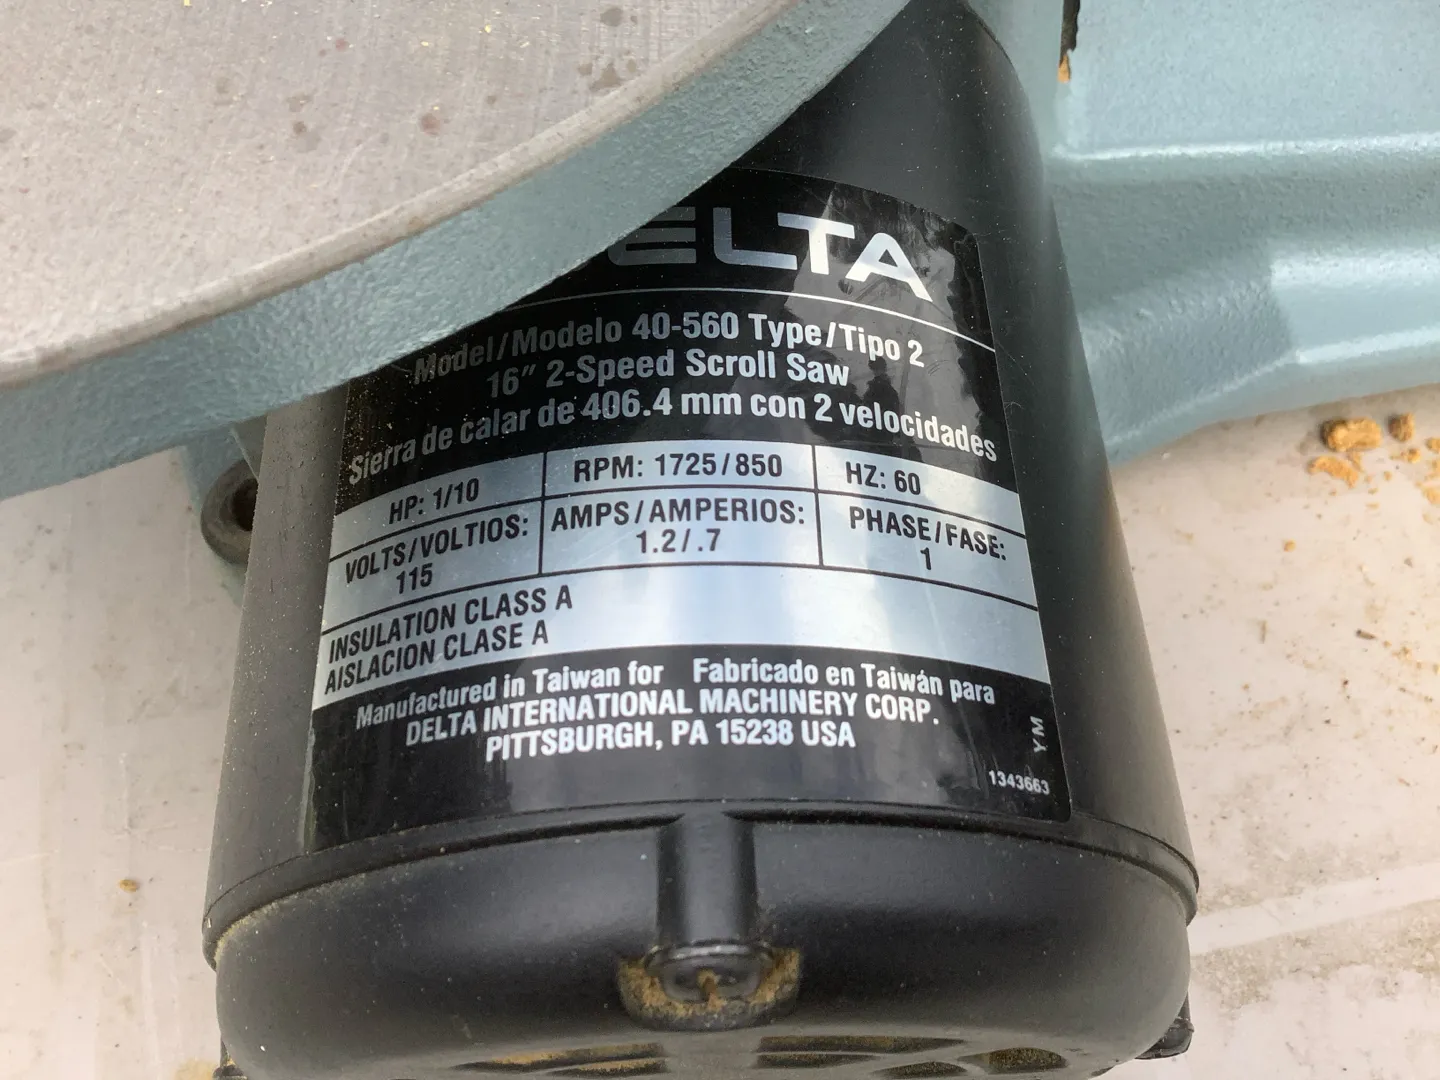 DELTA
Model/Modelo 40-560 Type/Tipo 2
16" 2-Speed Scroll Saw
Sierra de calar de 406.4 mm con 2 velocidades
HP: 1/10
RPM: 1725/850
HZ: 60
VOLTS/VOLTIOS:
115
AMPS/AMPERIOS:
1.2/.7
PHASE/FASE:
1
INSULATION CLASS A
AISLACION CLASE A
Manufactured in Taiwan for Fabricado en Taiwán para
DELTA INTERNATIONAL MACHINERY CORP.
PITTSBURGH, PA 15238 USA
YM
1343663